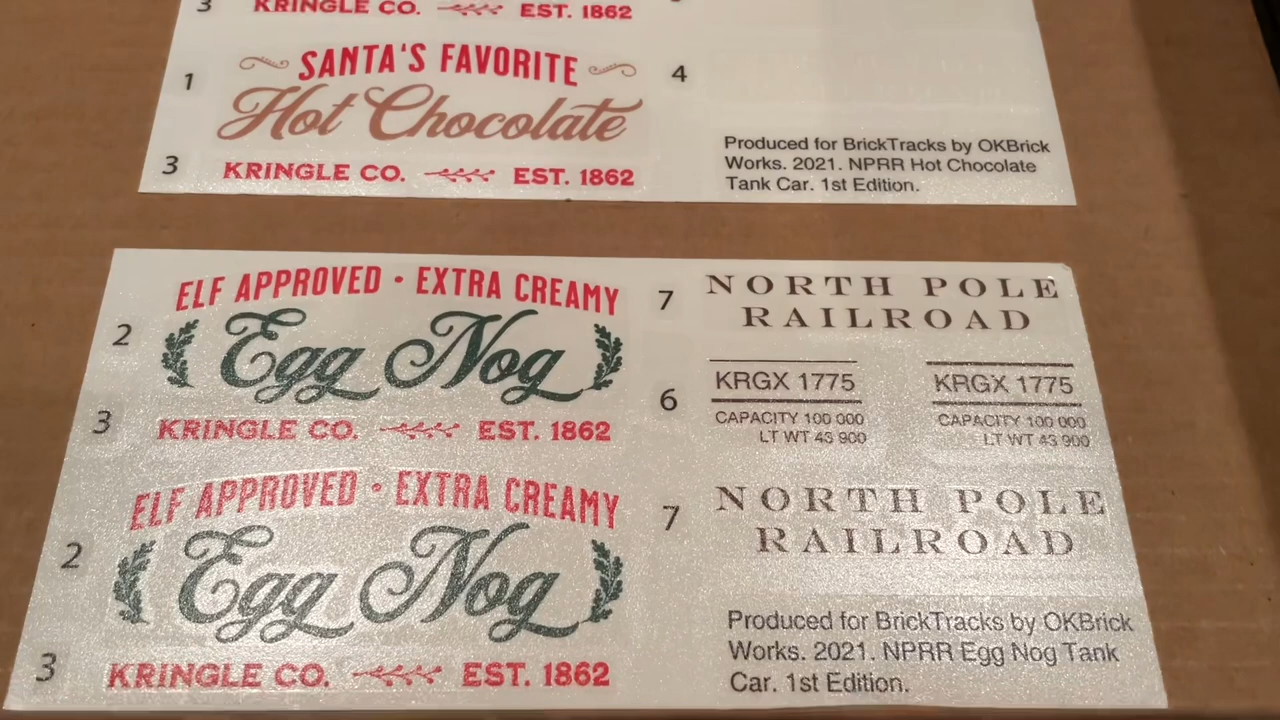 3 KRINGLE CO. EST. 1862
SANTA'S FAVORITE
1 Hot Chocolate
3 KRINGLE CO. EST. 1862
4
Produced for BrickTracks by OKBrick
Works. 2021. NPRR Hot Chocolate
Tank Car. 1st Edition.
ELF APPROVED · EXTRA CREAMY
2 Egg Nog
3 KRINGLE CO. EST. 1862
ELF APPROVED · EXTRA CREAMY
2 Egg Nog
3 KRINGLE CO. EST. 1862
7 NORTH POLE
RAILROAD
6 KRGX 1775 KRGX 1775
CAPACITY 100 000 CAPACITY 100 000
LT WT 43 900 LT WT 43 900
7 NORTH POLE
RAILROAD
Produced for BrickTracks by OKBrick
Works. 2021. NPRR Egg Nog Tank
Car. 1st Edition.